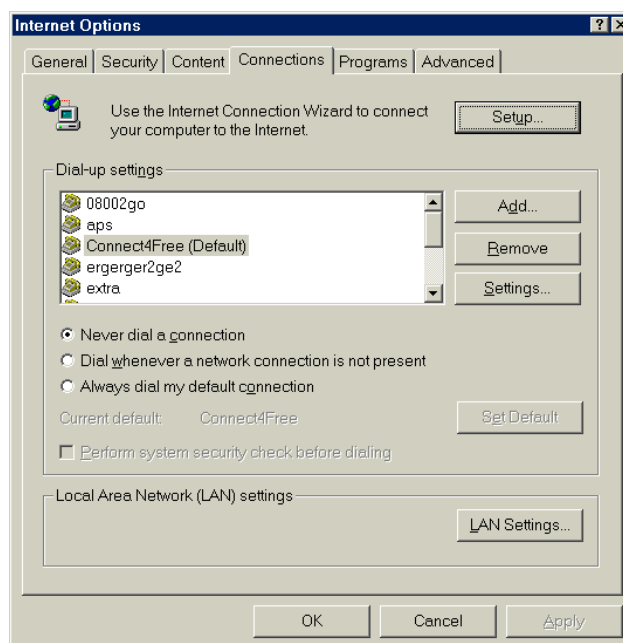 Internet Options
General Security Content Connections Programs Advanced
Use the Internet Connection Wizard to connect
your computer to the Internet.
Setup...
Dial-up settings
08002go
aps
Connect4Free (Default)
ergerger2ge2
extra
Add...
Remove
Settings...
Never dial a connection
Dial whenever a network connection is not present
Always dial my default connection
Current default: Connect4Free
Set Default
Perform system security check before dialing
Local Area Network (LAN) settings
LAN Settings...
OK Cancel Apply